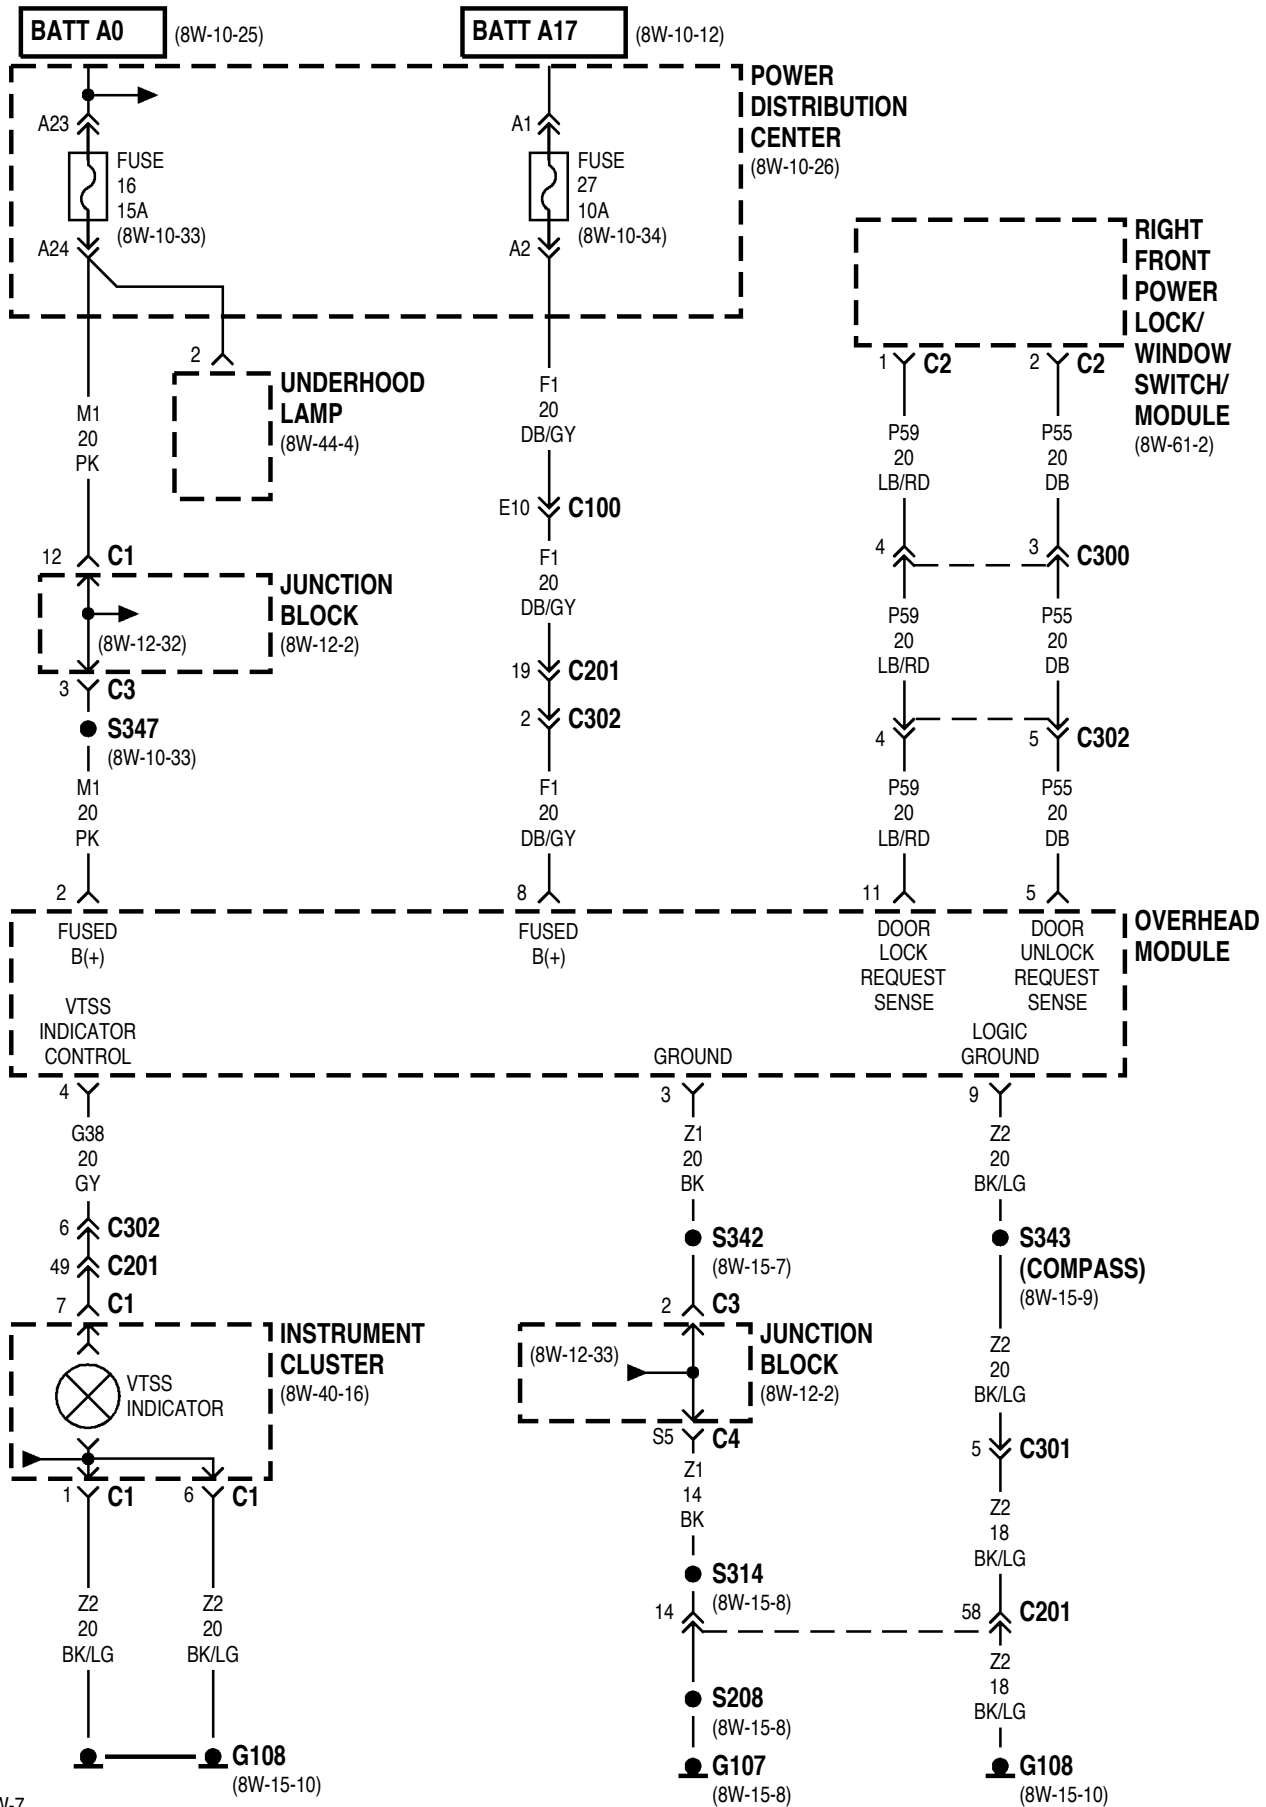 BATT A0
(8W-10-25)
BATT A17
(8W-10-12)
POWER
DISTRIBUTION
CENTER
(8W-10-26)
A23
FUSE
16
15A
(8W-10-33)
A24
A1
FUSE
27
10A
(8W-10-34)
A2
RIGHT
FRONT
POWER
LOCK/
WINDOW
SWITCH/
MODULE
(8W-61-2)
2
UNDERHOOD
LAMP
(8W-44-4)
1
C2
2
C2
M1
20
PK
F1
20
DB/GY
P59
20
LB/RD
P55
20
DB
E10
C100
12
C1
F1
20
DB/GY
4
3
C300
JUNCTION
BLOCK
(8W-12-2)
(8W-12-32)
P59
20
LB/RD
P55
20
DB
3
C3
19
C201
S347
(8W-10-33)
2
C302
4
5
C302
M1
20
PK
F1
20
DB/GY
P59
20
LB/RD
P55
20
DB
2
8
11
5
OVERHEAD
MODULE
FUSED
B(+)
FUSED
B(+)
DOOR
LOCK
REQUEST
SENSE
DOOR
UNLOCK
REQUEST
SENSE
VTSS
INDICATOR
CONTROL
GROUND
LOGIC
GROUND
4
3
9
G38
20
GY
Z1
20
BK
Z2
20
BK/LG
6
C302
49
C201
7
C1
S342
(8W-15-7)
S343
(COMPASS)
(8W-15-9)
2
C3
INSTRUMENT
CLUSTER
(8W-40-16)
VTSS
INDICATOR
(8W-12-33)
JUNCTION
BLOCK
(8W-12-2)
Z2
20
BK/LG
S5
C4
5
C301
1
C1
6
C1
Z1
14
BK
Z2
18
BK/LG
S314
(8W-15-8)
14
58
C201
Z2
20
BK/LG
Z2
20
BK/LG
Z2
18
BK/LG
S208
(8W-15-8)
G108
(8W-15-10)
G107
(8W-15-8)
G108
(8W-15-10)